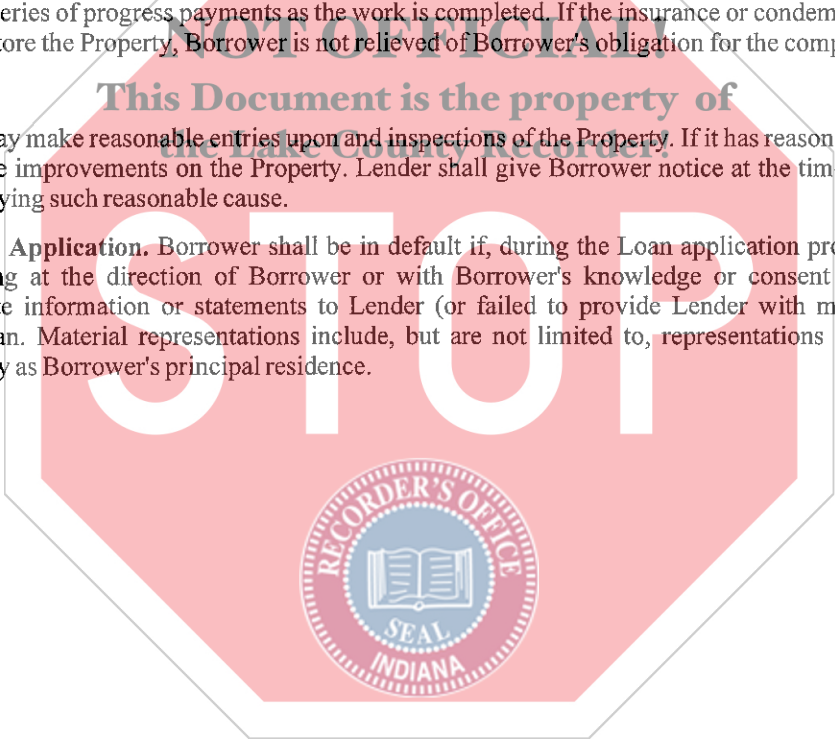 eries of progress payments as the work is completed. If the insurance or condem
tore the Property, Borrower is not relieved of Borrower's obligation for the comp
NOT OFFICIAL!
This Document is the property of
the Lake County Recorder!
ay make reasonable entries upon and inspections of the Property. If it has reason
e improvements on the Property. Lender shall give Borrower notice at the tim
ying such reasonable cause.
Application. Borrower shall be in default if, during the Loan application pro
ng at the direction of Borrower or with Borrower's knowledge or consent
te information or statements to Lender (or failed to provide Lender with m
an. Material representations include, but are not limited to, representations
y as Borrower's principal residence.
STOP
RECORDER'S OFFICE
SEAL
INDIANA